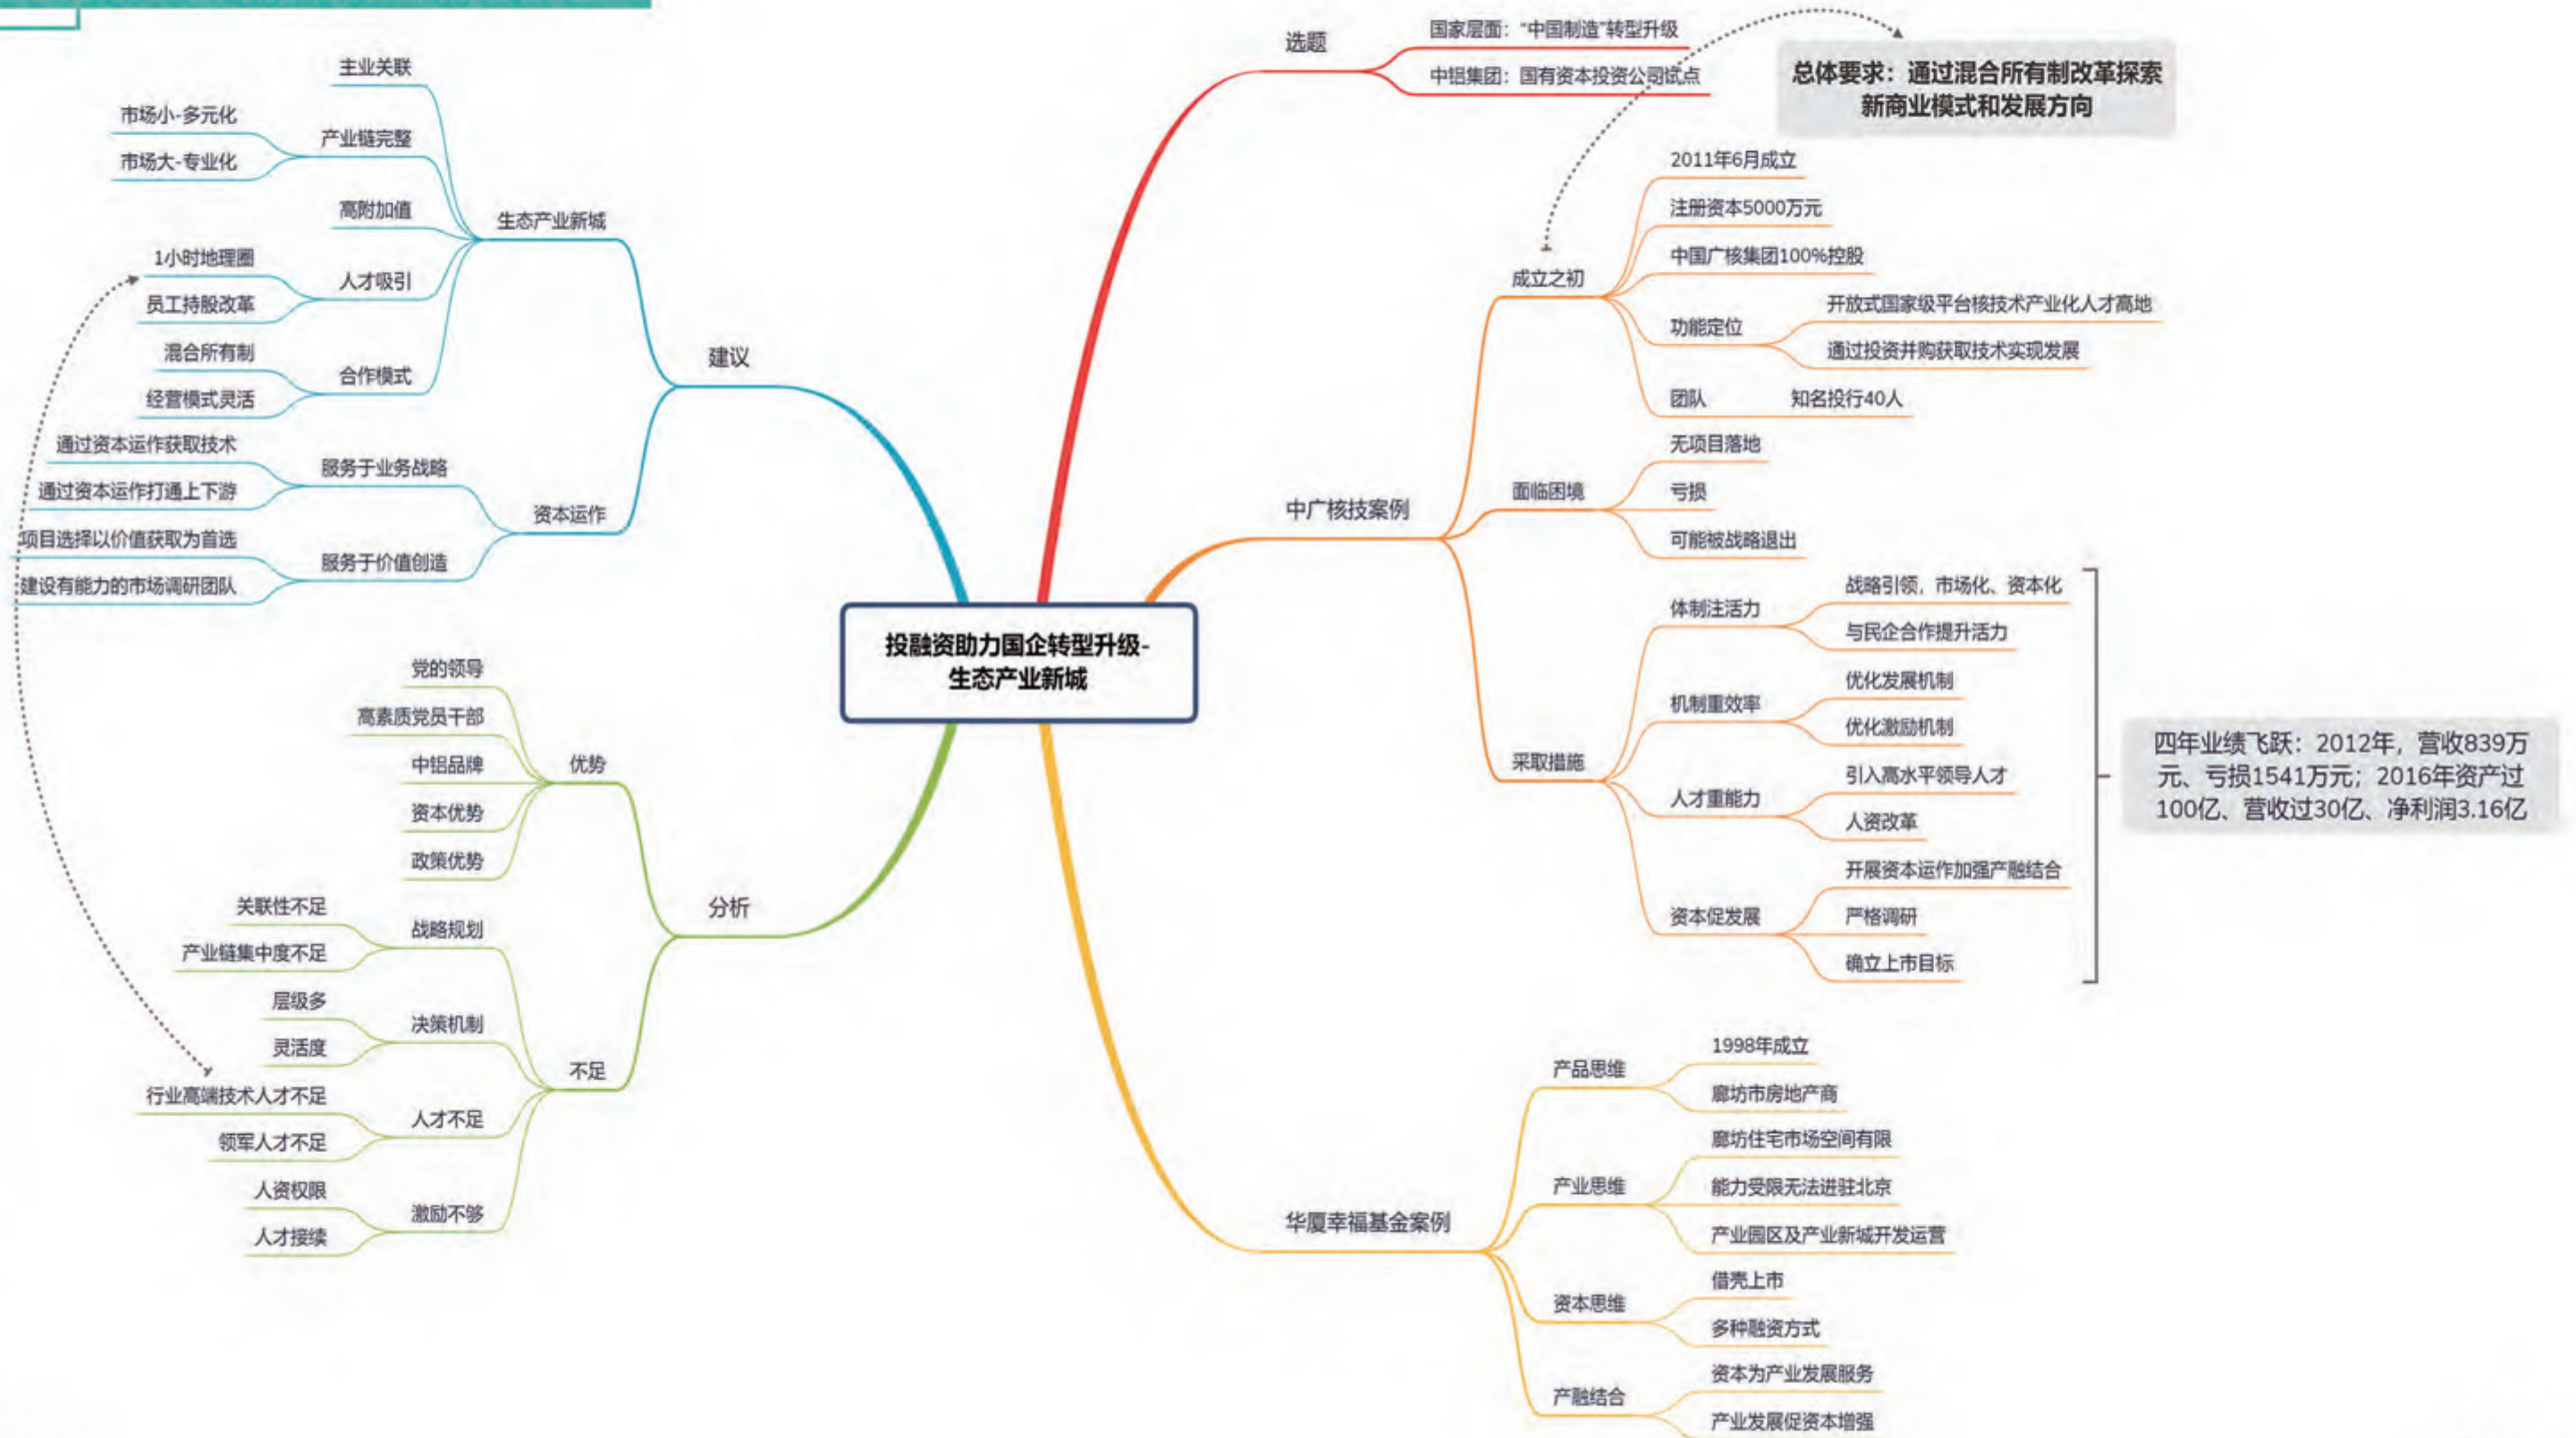 投融资助力国企转型升级-
生态产业新城
选题
国家层面：“中国制造”转型升级
中铝集团：国有资本投资公司试点
总体要求：通过混合所有制改革探索
新商业模式和发展方向
中广核技案例
成立之初
2011年6月成立
注册资本5000万元
中国广核集团100%控股
功能定位
开放式国家级平台核技术产业化人才高地
通过投资并购获取技术实现发展
团队
知名投行40人
面临困境
无项目落地
亏损
可能被战略退出
采取措施
体制注活力
战略引领，市场化、资本化
与民企合作提升活力
机制重效率
优化发展机制
优化激励机制
人才重能力
引入高水平领导人才
人资改革
资本促发展
开展资本运作加强产融结合
严格调研
确立上市目标
四年业绩飞跃：2012年，营收839万
元、亏损1541万元；2016年资产过
100亿、营收过30亿、净利润3.16亿
华厦幸福基金案例
产品思维
1998年成立
廊坊市房地产商
产业思维
廊坊住宅市场空间有限
能力受限无法进驻北京
产业园区及产业新城开发运营
资本思维
借壳上市
多种融资方式
产融结合
资本为产业发展服务
产业发展促资本增强
建议
生态产业新城
主业关联
产业链完整
市场小-多元化
市场大-专业化
高附加值
人才吸引
1小时地理圈
员工持股改革
合作模式
混合所有制
经营模式灵活
资本运作
服务于业务战略
通过资本运作获取技术
通过资本运作打通上下游
服务于价值创造
项目选择以价值获取为首选
建设有能力的市场调研团队
分析
优势
党的领导
高素质党员干部
中铝品牌
资本优势
政策优势
不足
战略规划
关联性不足
产业链集中度不足
决策机制
层级多
灵活度
人才不足
行业高端技术人才不足
领军人才不足
激励不够
人资权限
人才接续